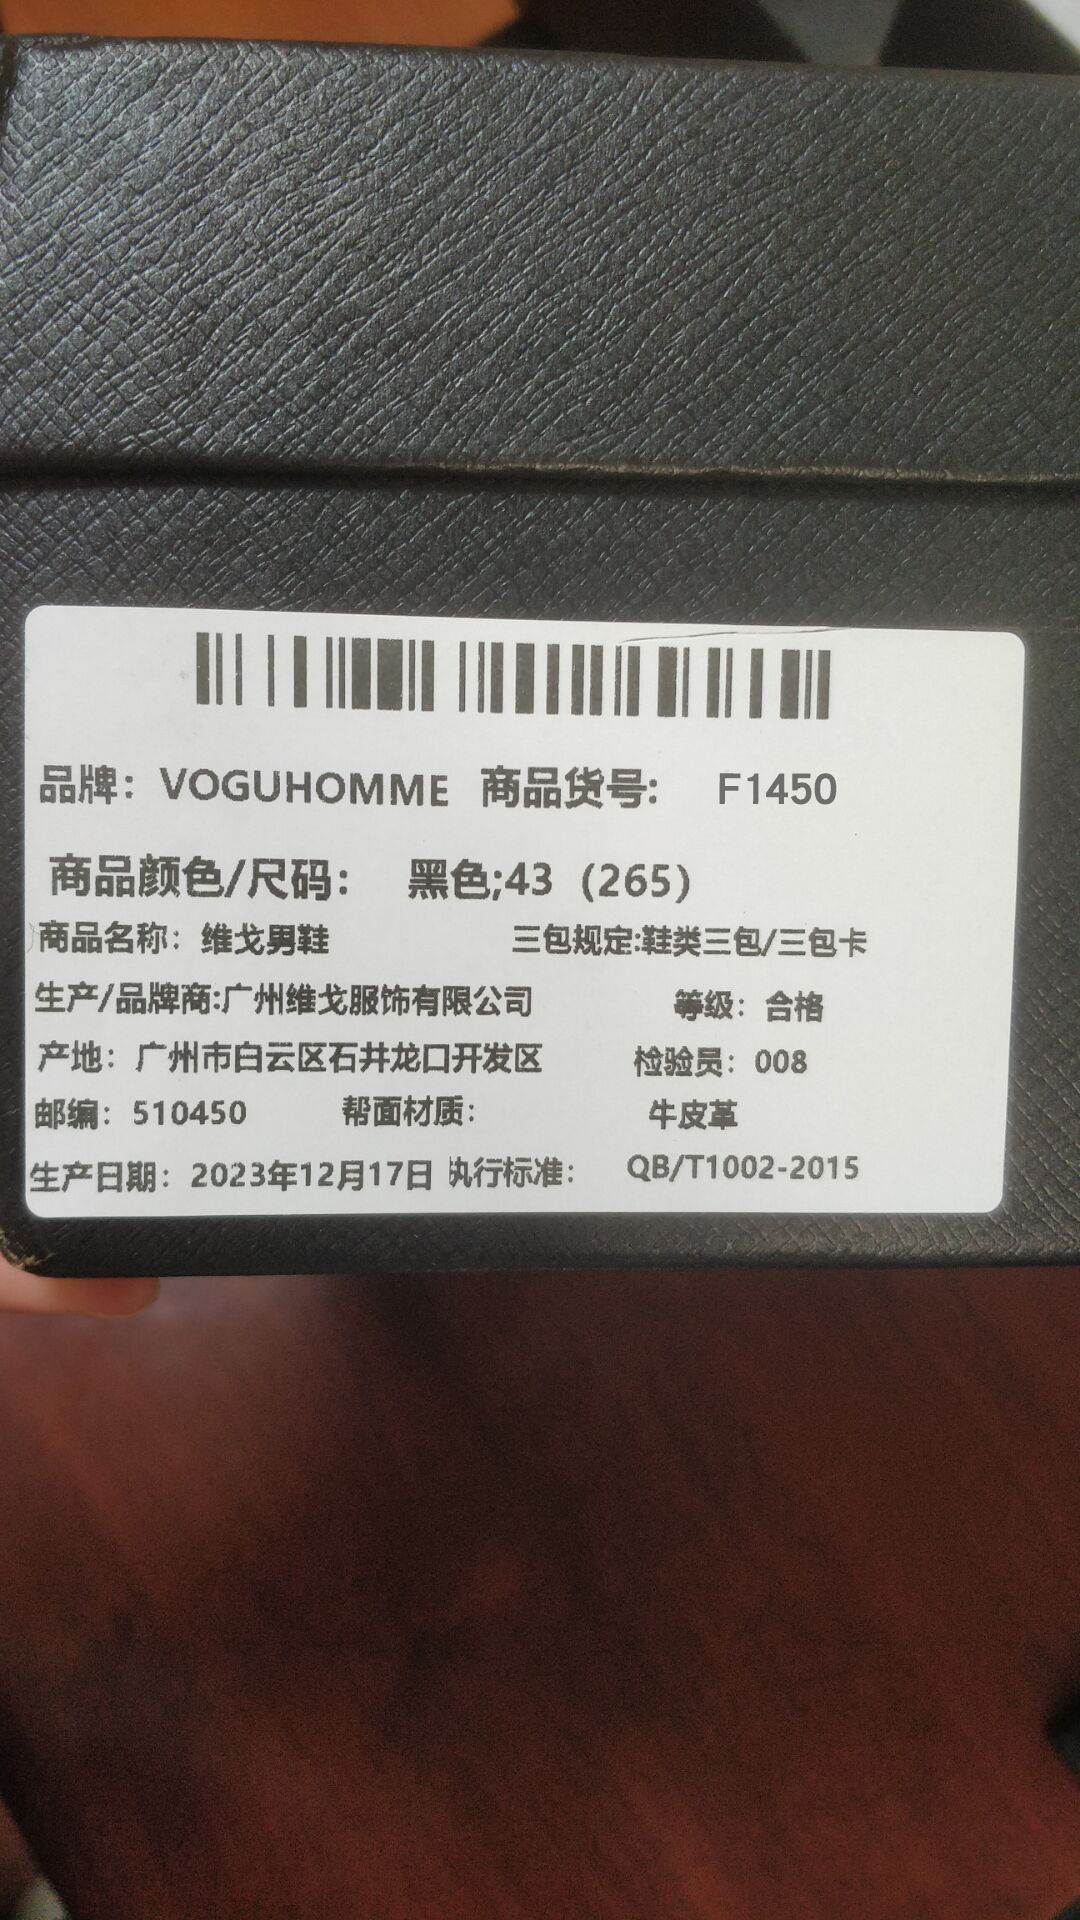 品牌：VOGUHOMME 商品货号: F1450
商品颜色/尺码： 黑色;43（265）
商品名称：维戈男鞋 三包规定:鞋类三包/三包卡
生产/品牌商:广州维戈服饰有限公司 等级：合格
产地：广州市白云区石井龙口开发区 检验员：008
邮编：510450 帮面材质： 牛皮革
生产日期：2023年12月17日 执行标准： QB/T1002-2015